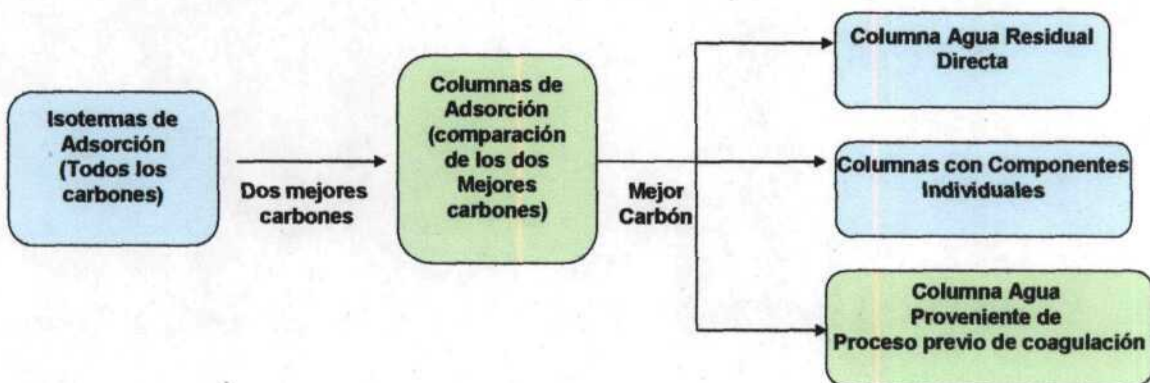 Isotermas de
Adsorción
(Todos los
carbones)
Dos mejores
carbones
Columnas de
Adsorción
(comparación
de los dos
Mejores
carbones)
Mejor
Carbón
Columna Agua Residual
Directa
Columnas con Componentes
Individuales
Columna Agua
Proveniente de
Proceso previo de coagulación